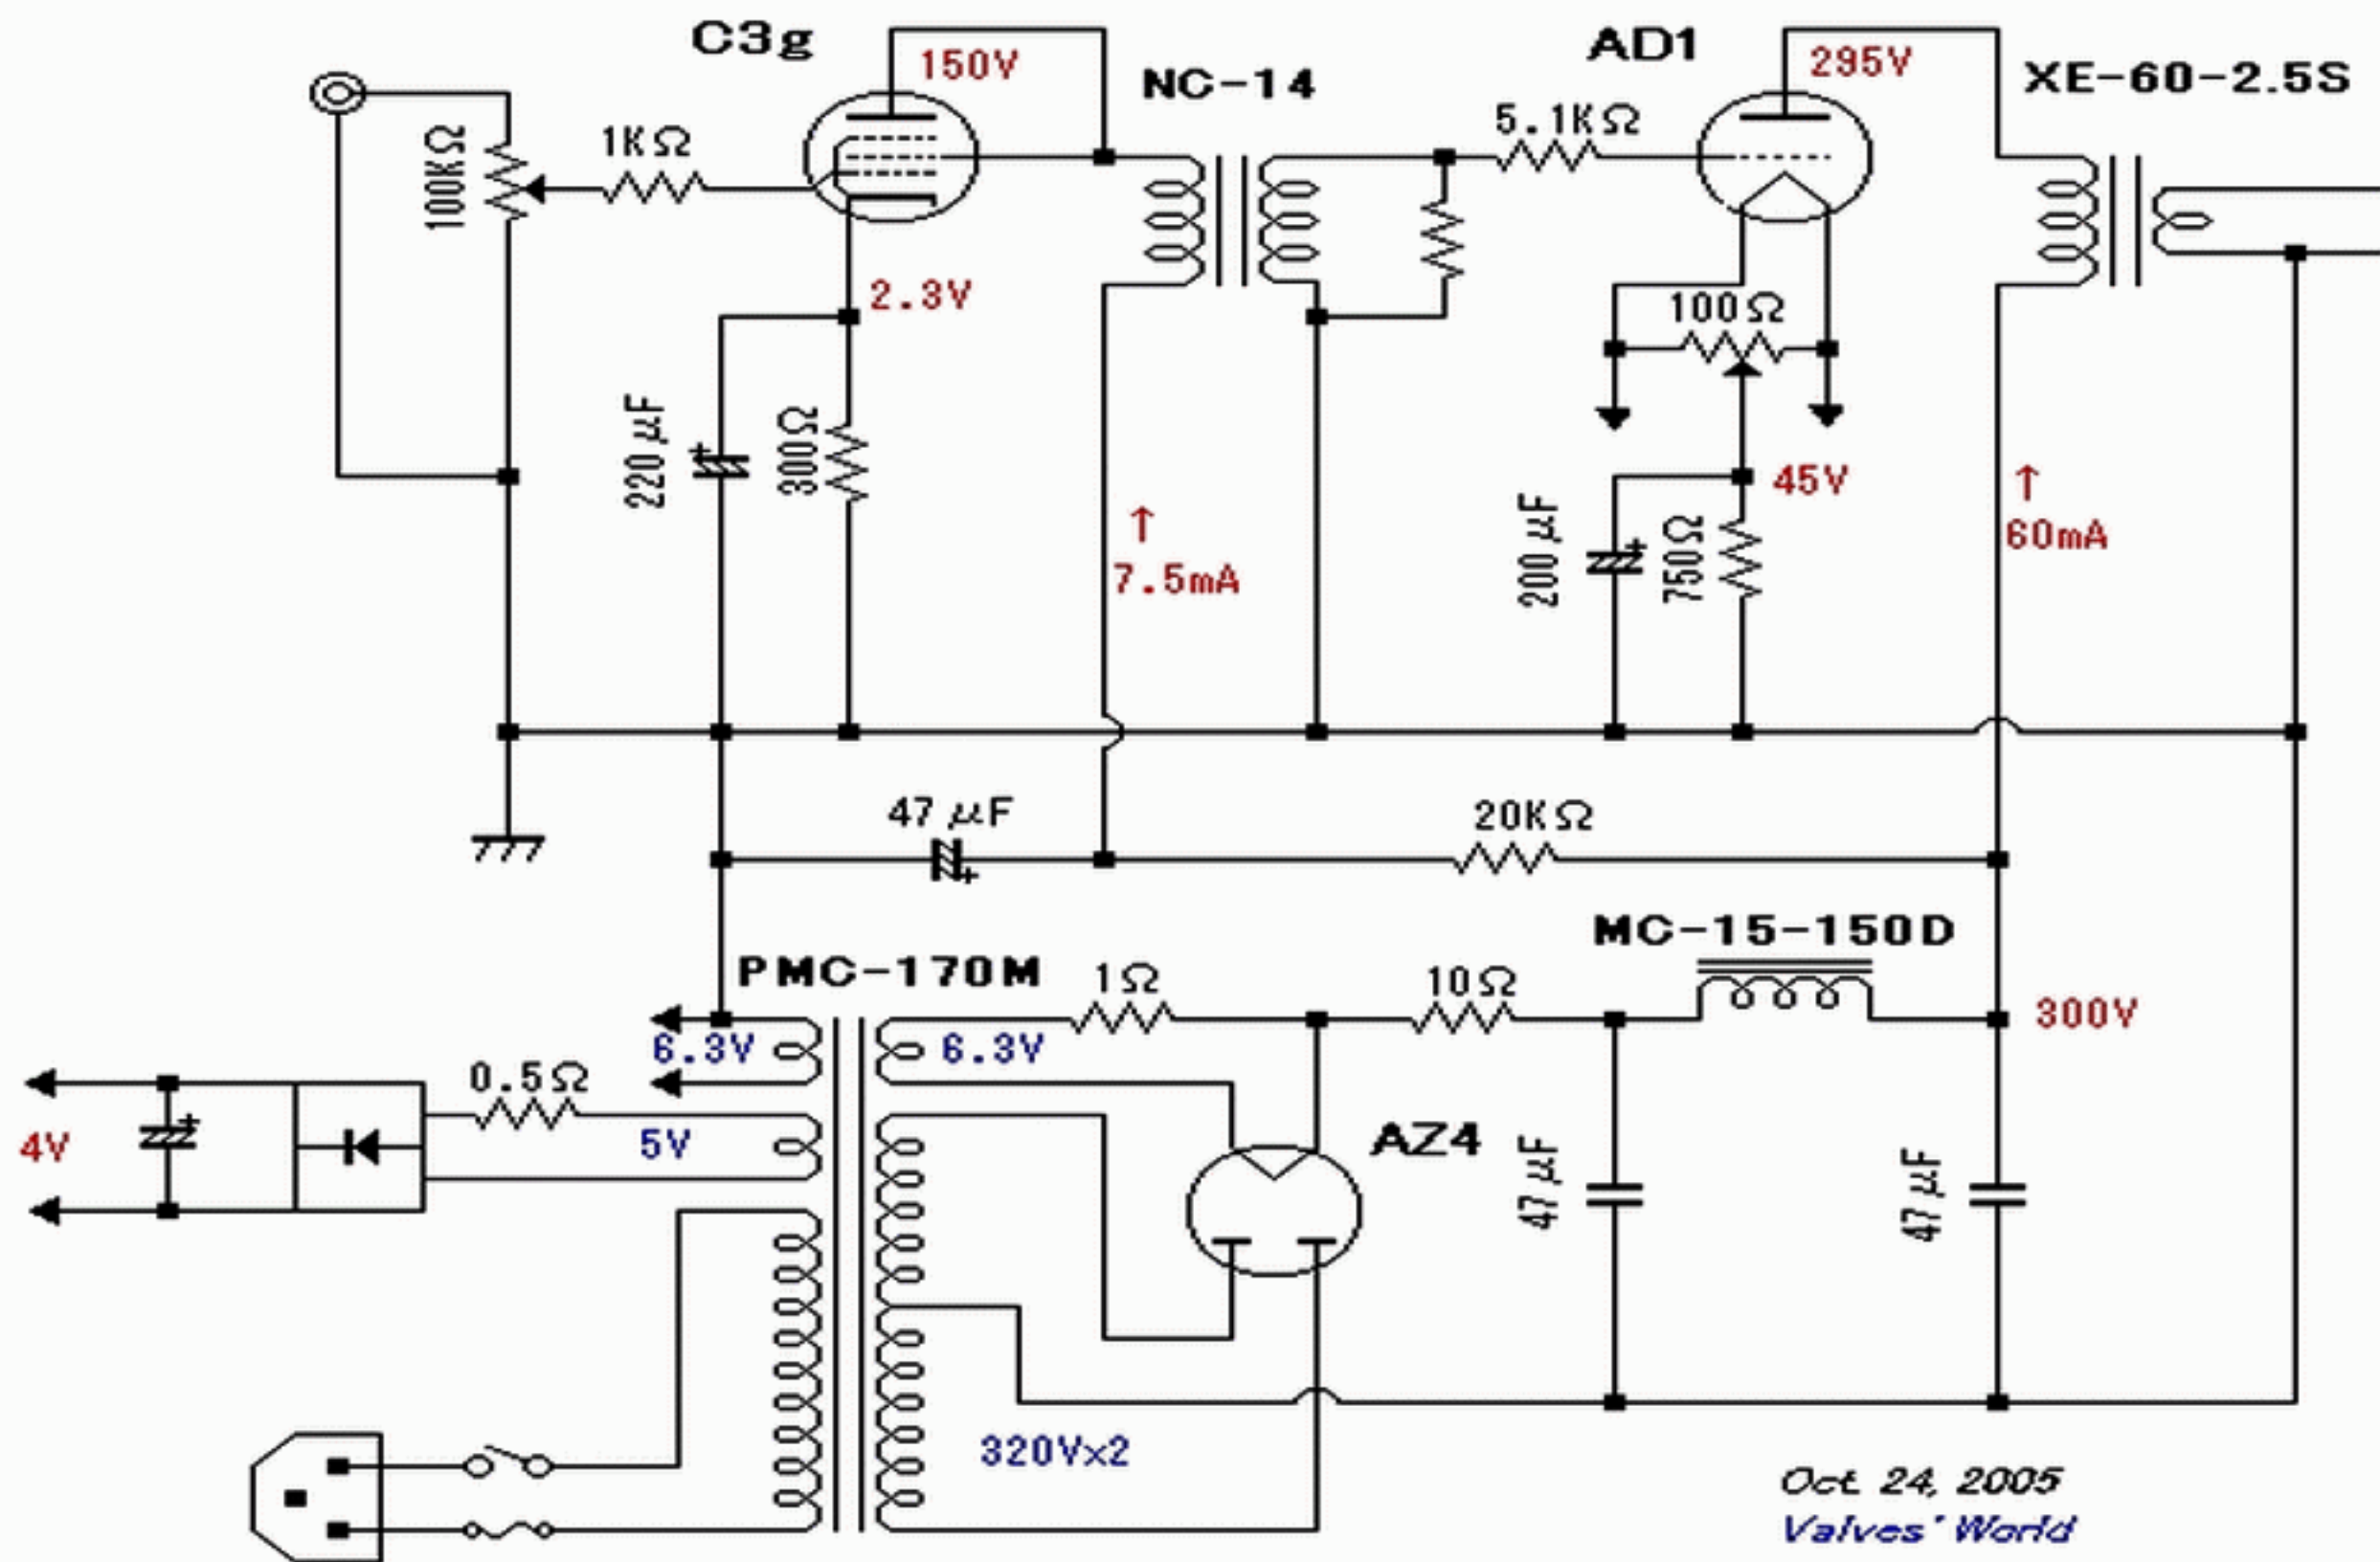 C3g
150V
NC-14
AD1
295V
XE-60-2.5S
100KΩ
1KΩ
5.1KΩ
2.3V
100Ω
220μF
300Ω
7.5mA
45V
200μF
750Ω
60mA
47μF
20KΩ
MC-15-150D
PMC-170M
1Ω
10Ω
300V
6.3V
6.3V
0.5Ω
5V
4V
AZ4
47μF
47μF
320V×2
Oct. 24, 2005
Valves' World